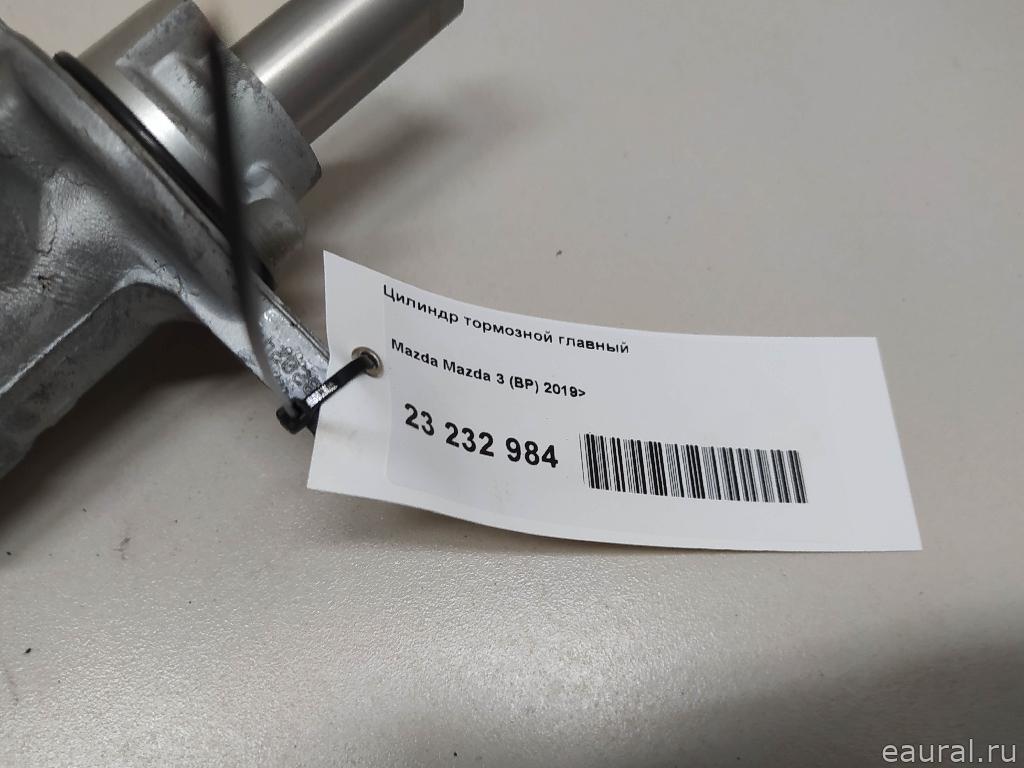 Цилиндр тормозной главный
Mazda Mazda 3 (BP) 2019>
23 232 984
eaural.ru